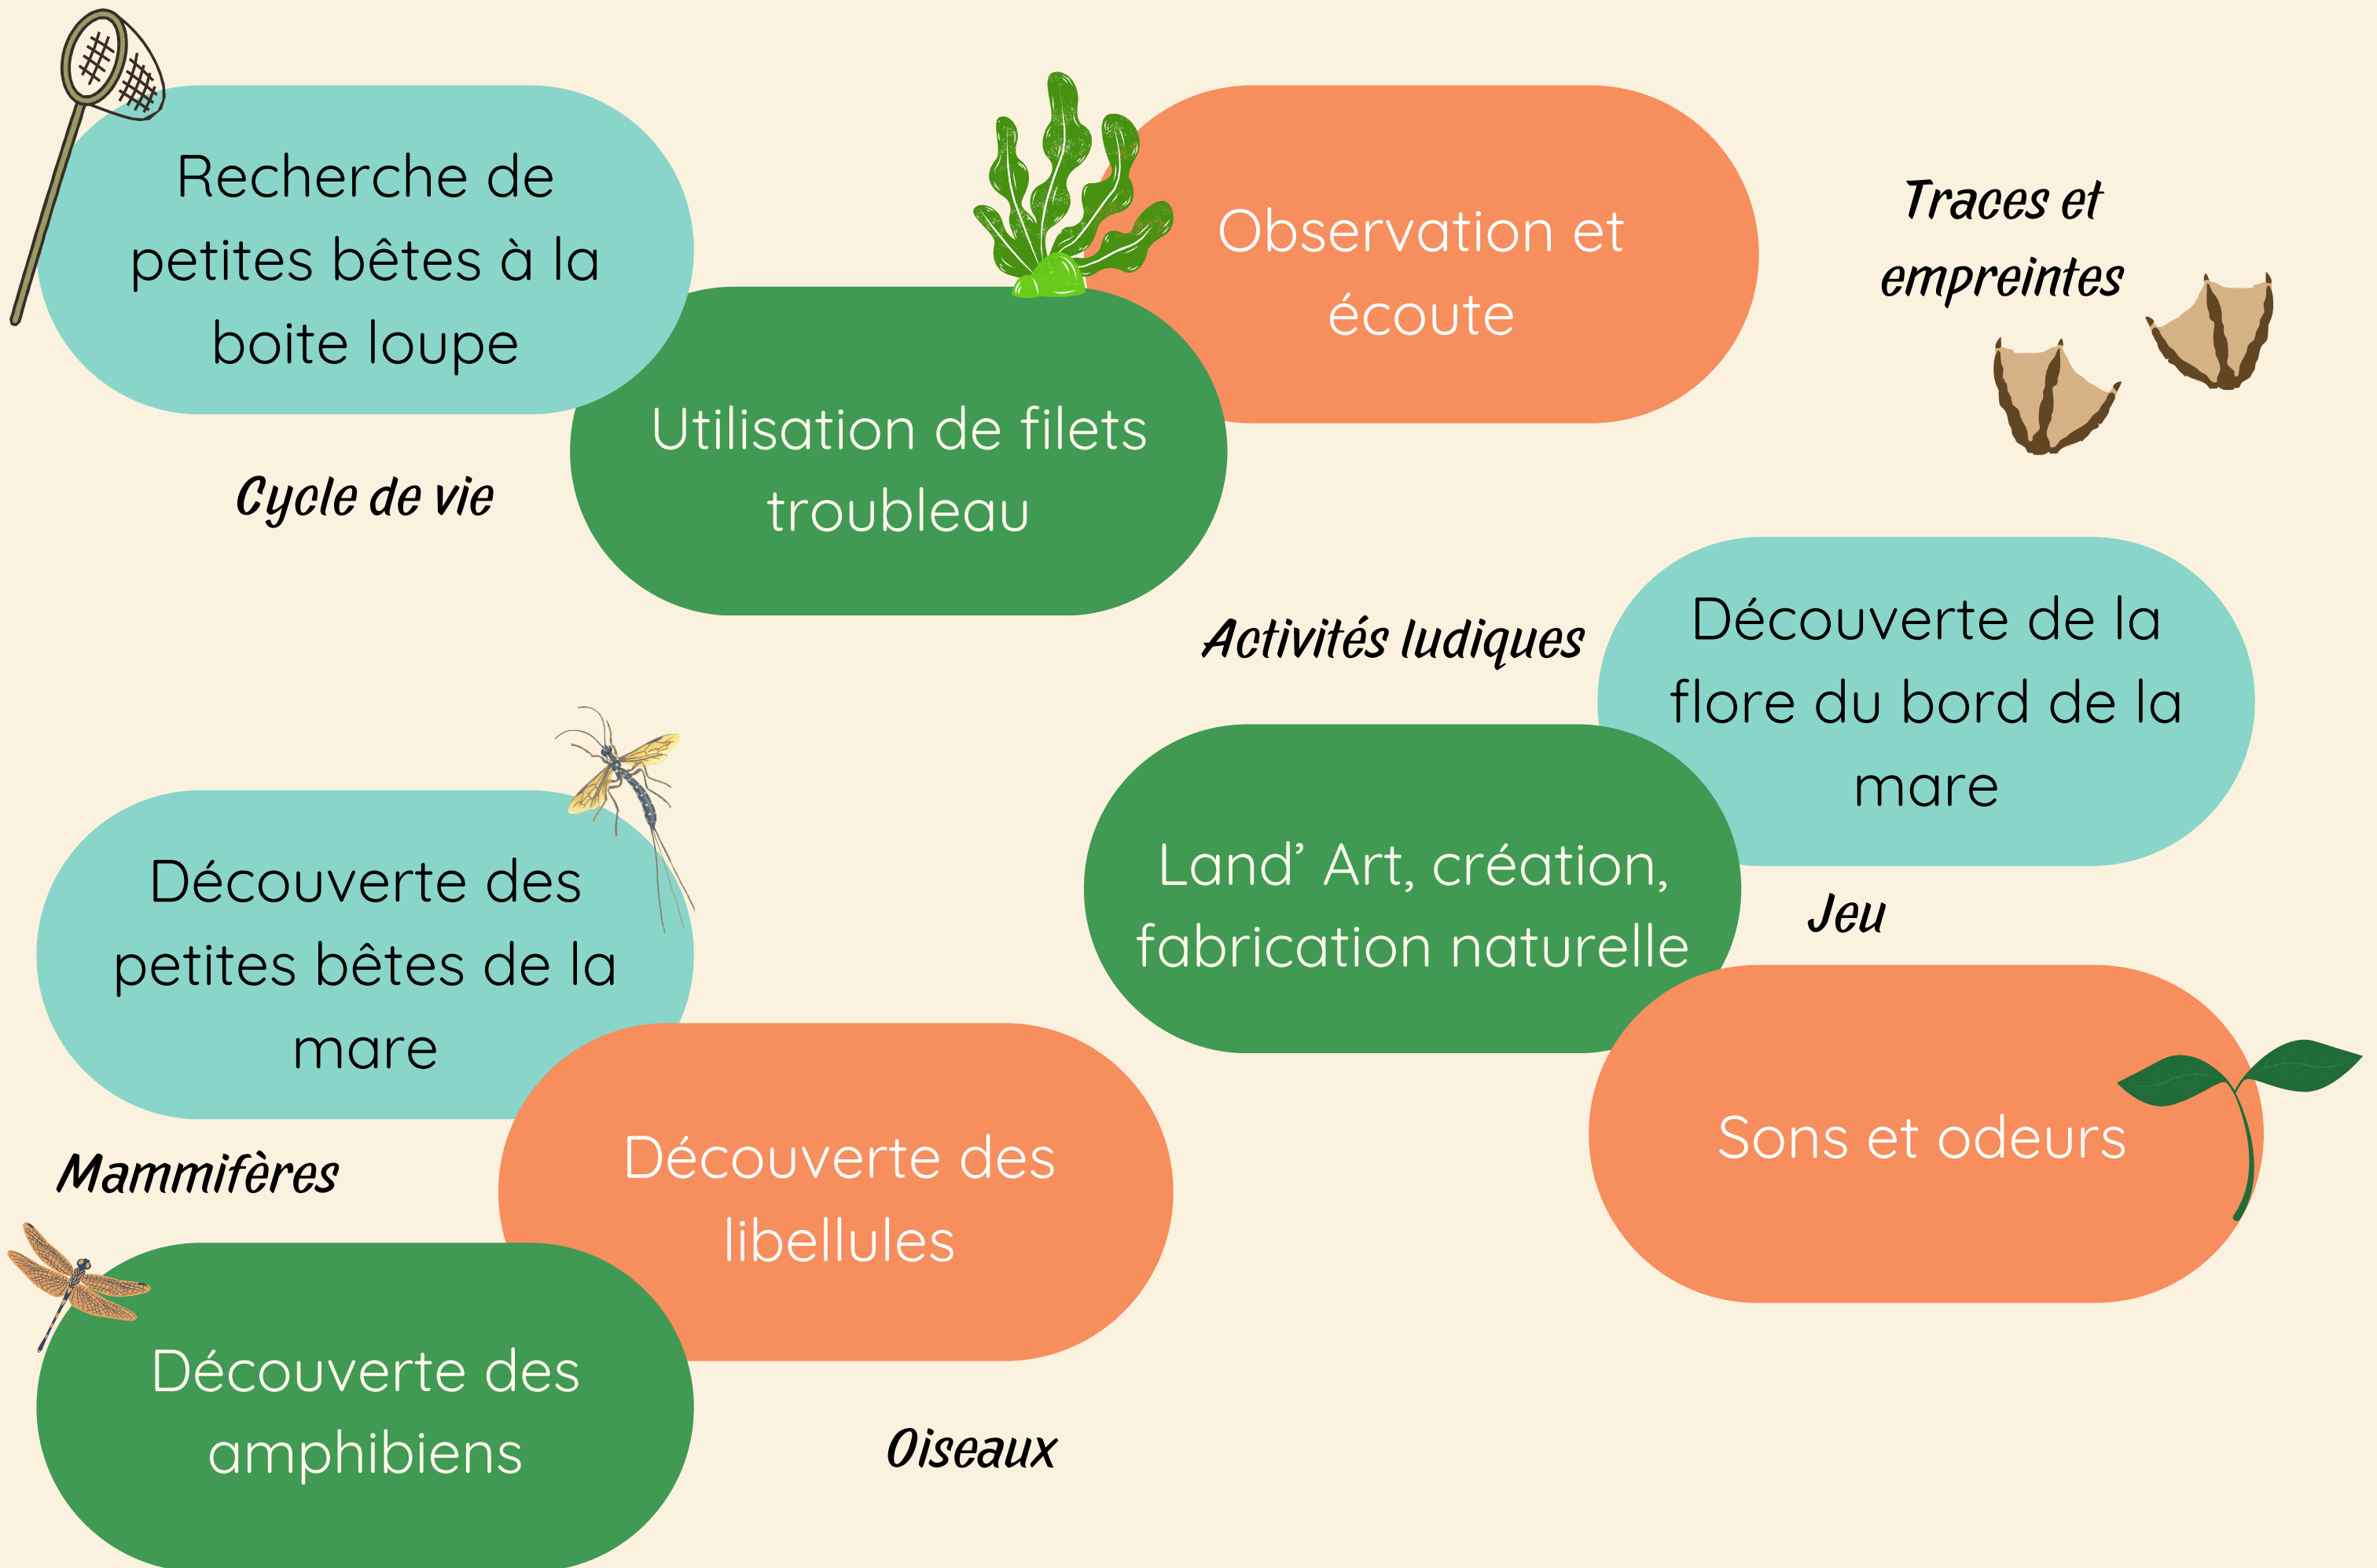 Recherche de
petites bêtes à la
boite loupe
Observation et
écoute
Traces et
empreintes
Utilisation de filets
troubleau
Cycle de vie
Activités ludiques
Découverte de la
flore du bord de la
mare
Land’ Art, création,
fabrication naturelle
Jeu
Découverte des
petites bêtes de la
mare
Sons et odeurs
Mammifères
Découverte des
libellules
Découverte des
amphibiens
Oiseaux